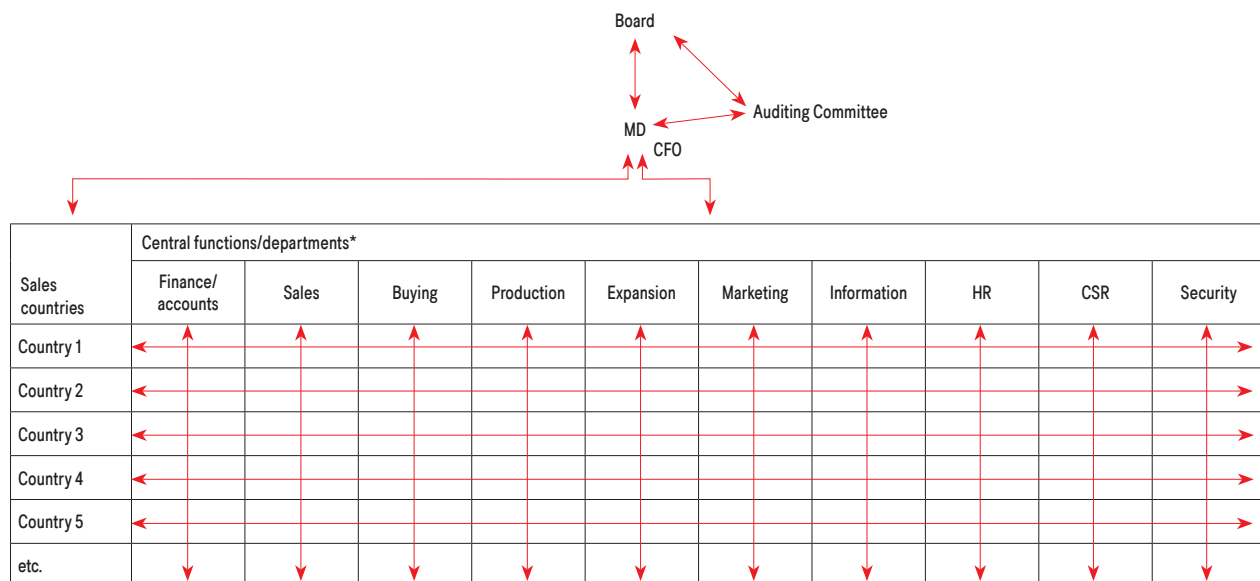 Board
Auditing Committee
MD
CFO
Central functions/departments*
Sales
countries
Finance/
accounts
Sales
Buying
Production
Expansion
Marketing
Information
HR
CSR
Security
Country 1
Country 2
Country 3
Country 4
Country 5
etc.